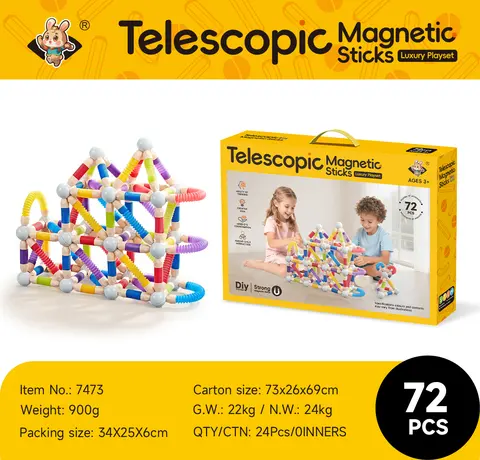 ®
Telescopic Magnetic Sticks Luxury Playset
Telescopic Magnetic Sticks Luxury Playset
AGES 3+
72 PCS
Diy
Strong
U
Item No.: 7473
Weight: 900g
Packing size: 34X25X6cm
Carton size: 73x26x69cm
G.W.: 22kg / N.W.: 24kg
QTY/CTN: 24Pcs/0INNERS
72
PCS